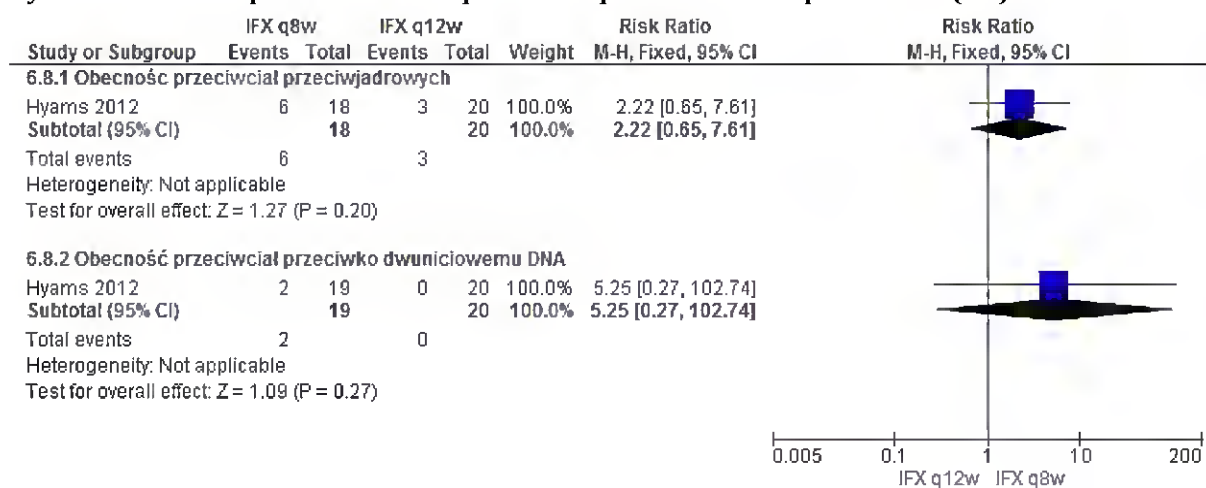 IFX q8w IFX q12w Risk Ratio Risk Ratio
Study or Subgroup Events Total Events Total Weight M-H, Fixed, 95% CI M-H, Fixed, 95% CI
6.8.1 Obecnośc przeciwciał przeciwjadrowych
Hyams 2012 6 18 3 20 100.0% 2.22 [0.65, 7.61]
Subtotal (95% CI) 18 20 100.0% 2.22 [0.65, 7.61]
Total events 6 3
Heterogeneity: Not applicable
Test for overall effect: Z = 1.27 (P = 0.20)
6.8.2 Obecność przeciwciał przeciwko dwuniciowemu DNA
Hyams 2012 2 19 0 20 100.0% 5.25 [0.27, 102.74]
Subtotal (95% CI) 19 20 100.0% 5.25 [0.27, 102.74]
Total events 2 0
Heterogeneity: Not applicable
Test for overall effect: Z = 1.09 (P = 0.27)
0.005 0.1 1 10 200
IFX q12w IFX q8w